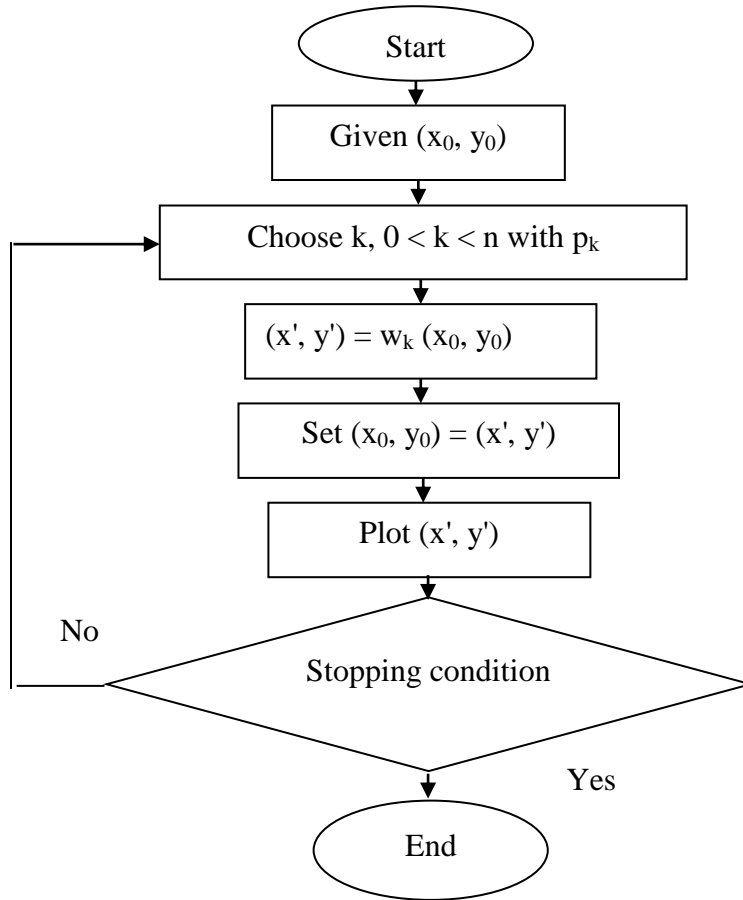 Start
Given (x₀, y₀)
Choose k, 0 < k < n with pₖ
(x', y') = wₖ (x₀, y₀)
Set (x₀, y₀) = (x', y')
Plot (x', y')
No
Stopping condition
Yes
End